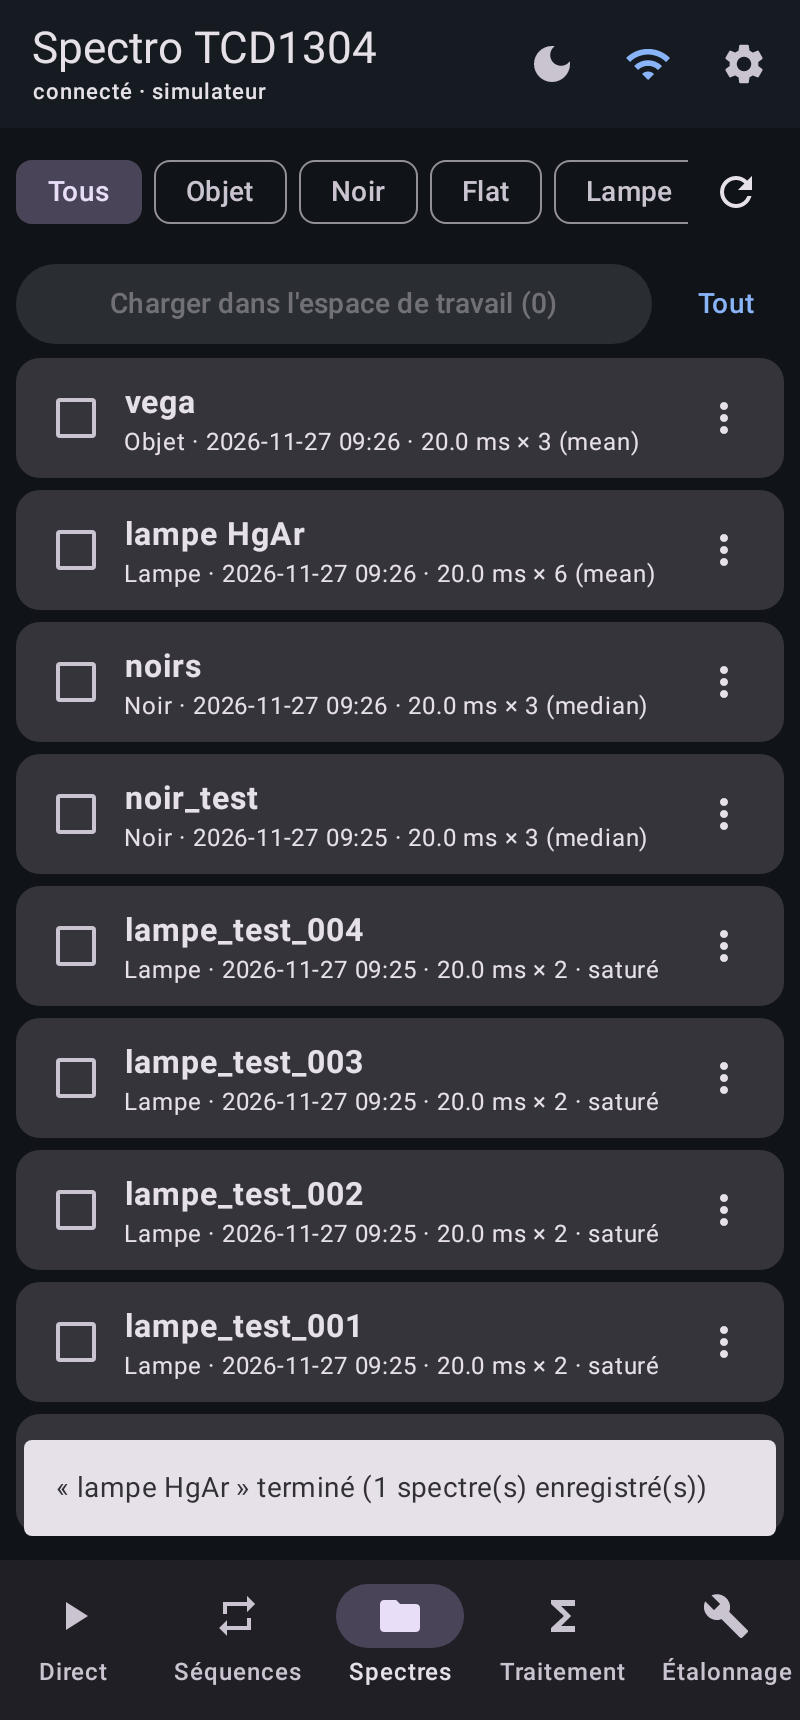 Spectro TCD1304
connecté · simulateur
Tous
Objet
Noir
Flat
Lampe
Charger dans l'espace de travail (0)
Tout
vega
Objet · 2026-11-27 09:26 · 20.0 ms × 3 (mean)
lampe HgAr
Lampe · 2026-11-27 09:26 · 20.0 ms × 6 (mean)
noirs
Noir · 2026-11-27 09:26 · 20.0 ms × 3 (median)
noir_test
Noir · 2026-11-27 09:25 · 20.0 ms × 3 (median)
lampe_test_004
Lampe · 2026-11-27 09:25 · 20.0 ms × 2 · saturé
lampe_test_003
Lampe · 2026-11-27 09:25 · 20.0 ms × 2 · saturé
lampe_test_002
Lampe · 2026-11-27 09:25 · 20.0 ms × 2 · saturé
lampe_test_001
Lampe · 2026-11-27 09:25 · 20.0 ms × 2 · saturé
« lampe HgAr » terminé (1 spectre(s) enregistré(s))
Direct
Séquences
Spectres
Traitement
Étalonnage